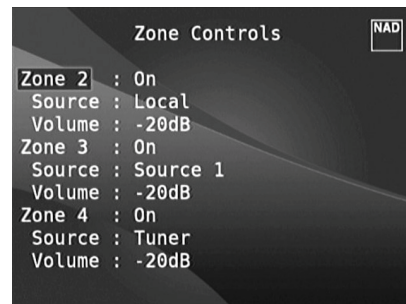 Zone Controls
NAD
Zone 2 : On
Source : Local
Volume : -20dB
Zone 3 : On
Source : Source 1
Volume : -20dB
Zone 4 : On
Source : Tuner
Volume : -20dB